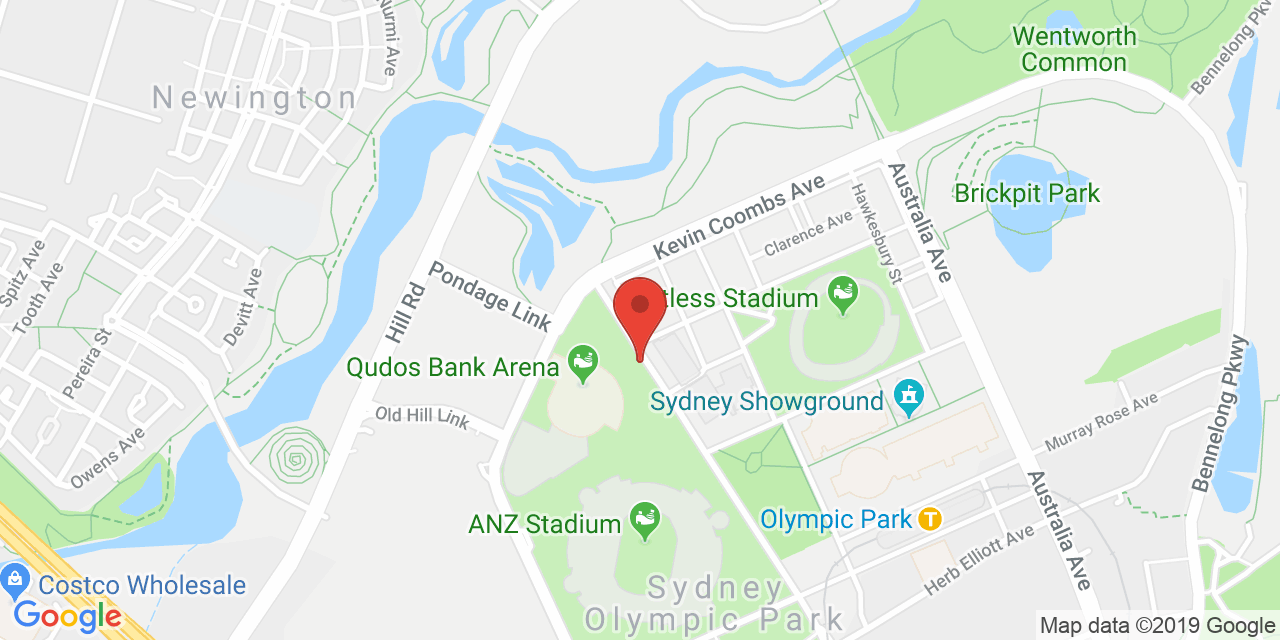 Nurmi Ave
Newington
Wentworth
Common
Bennelong Pkwy
Kevin Coombs Ave
Hawkesbury St
Australia Ave
Brickpit Park
Clarence Ave
Spitz Ave
Tooth Ave
Devitt Ave
Pereira St
Hill Rd
Pondage Link
tless Stadium
Qudos Bank Arena
Sydney Showground
Old Hill Link
Murray Rose Ave
Bennelong Pkwy
Owens Ave
ANZ Stadium
Olympic Park
T
Australia Ave
Herb Elliott Ave
Costco Wholesale
Sydney
Olympic Park
Google
Map data ©2019 Google